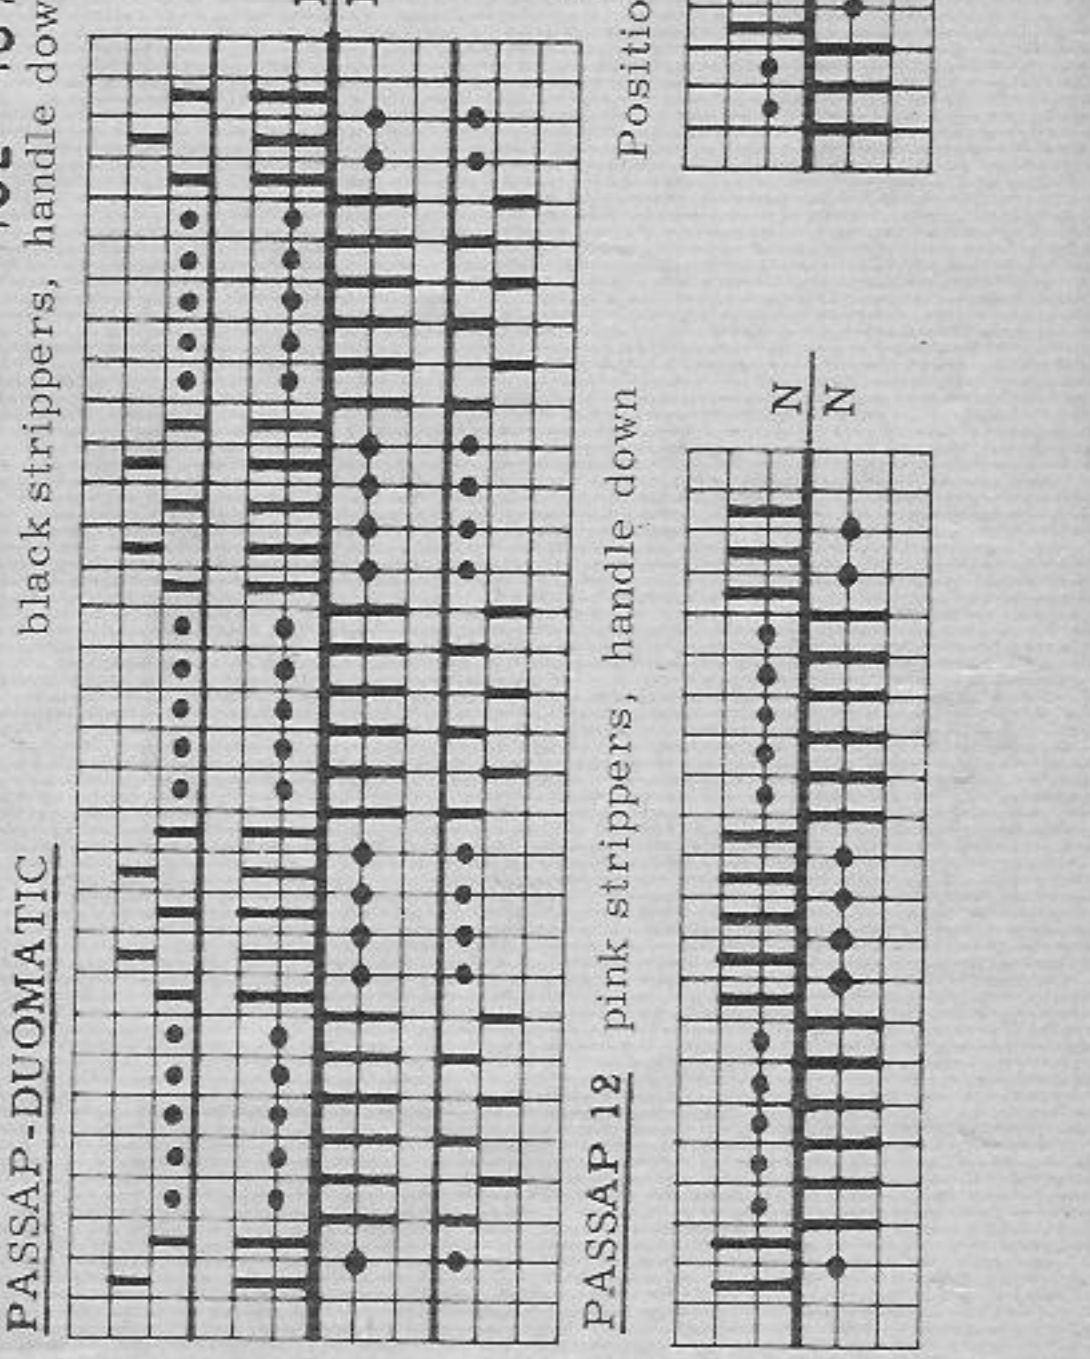 PASSAP-DUOMATIC
black strippers, handle dow
PASSAP 12 pink strippers, handle down
N
N
Positio